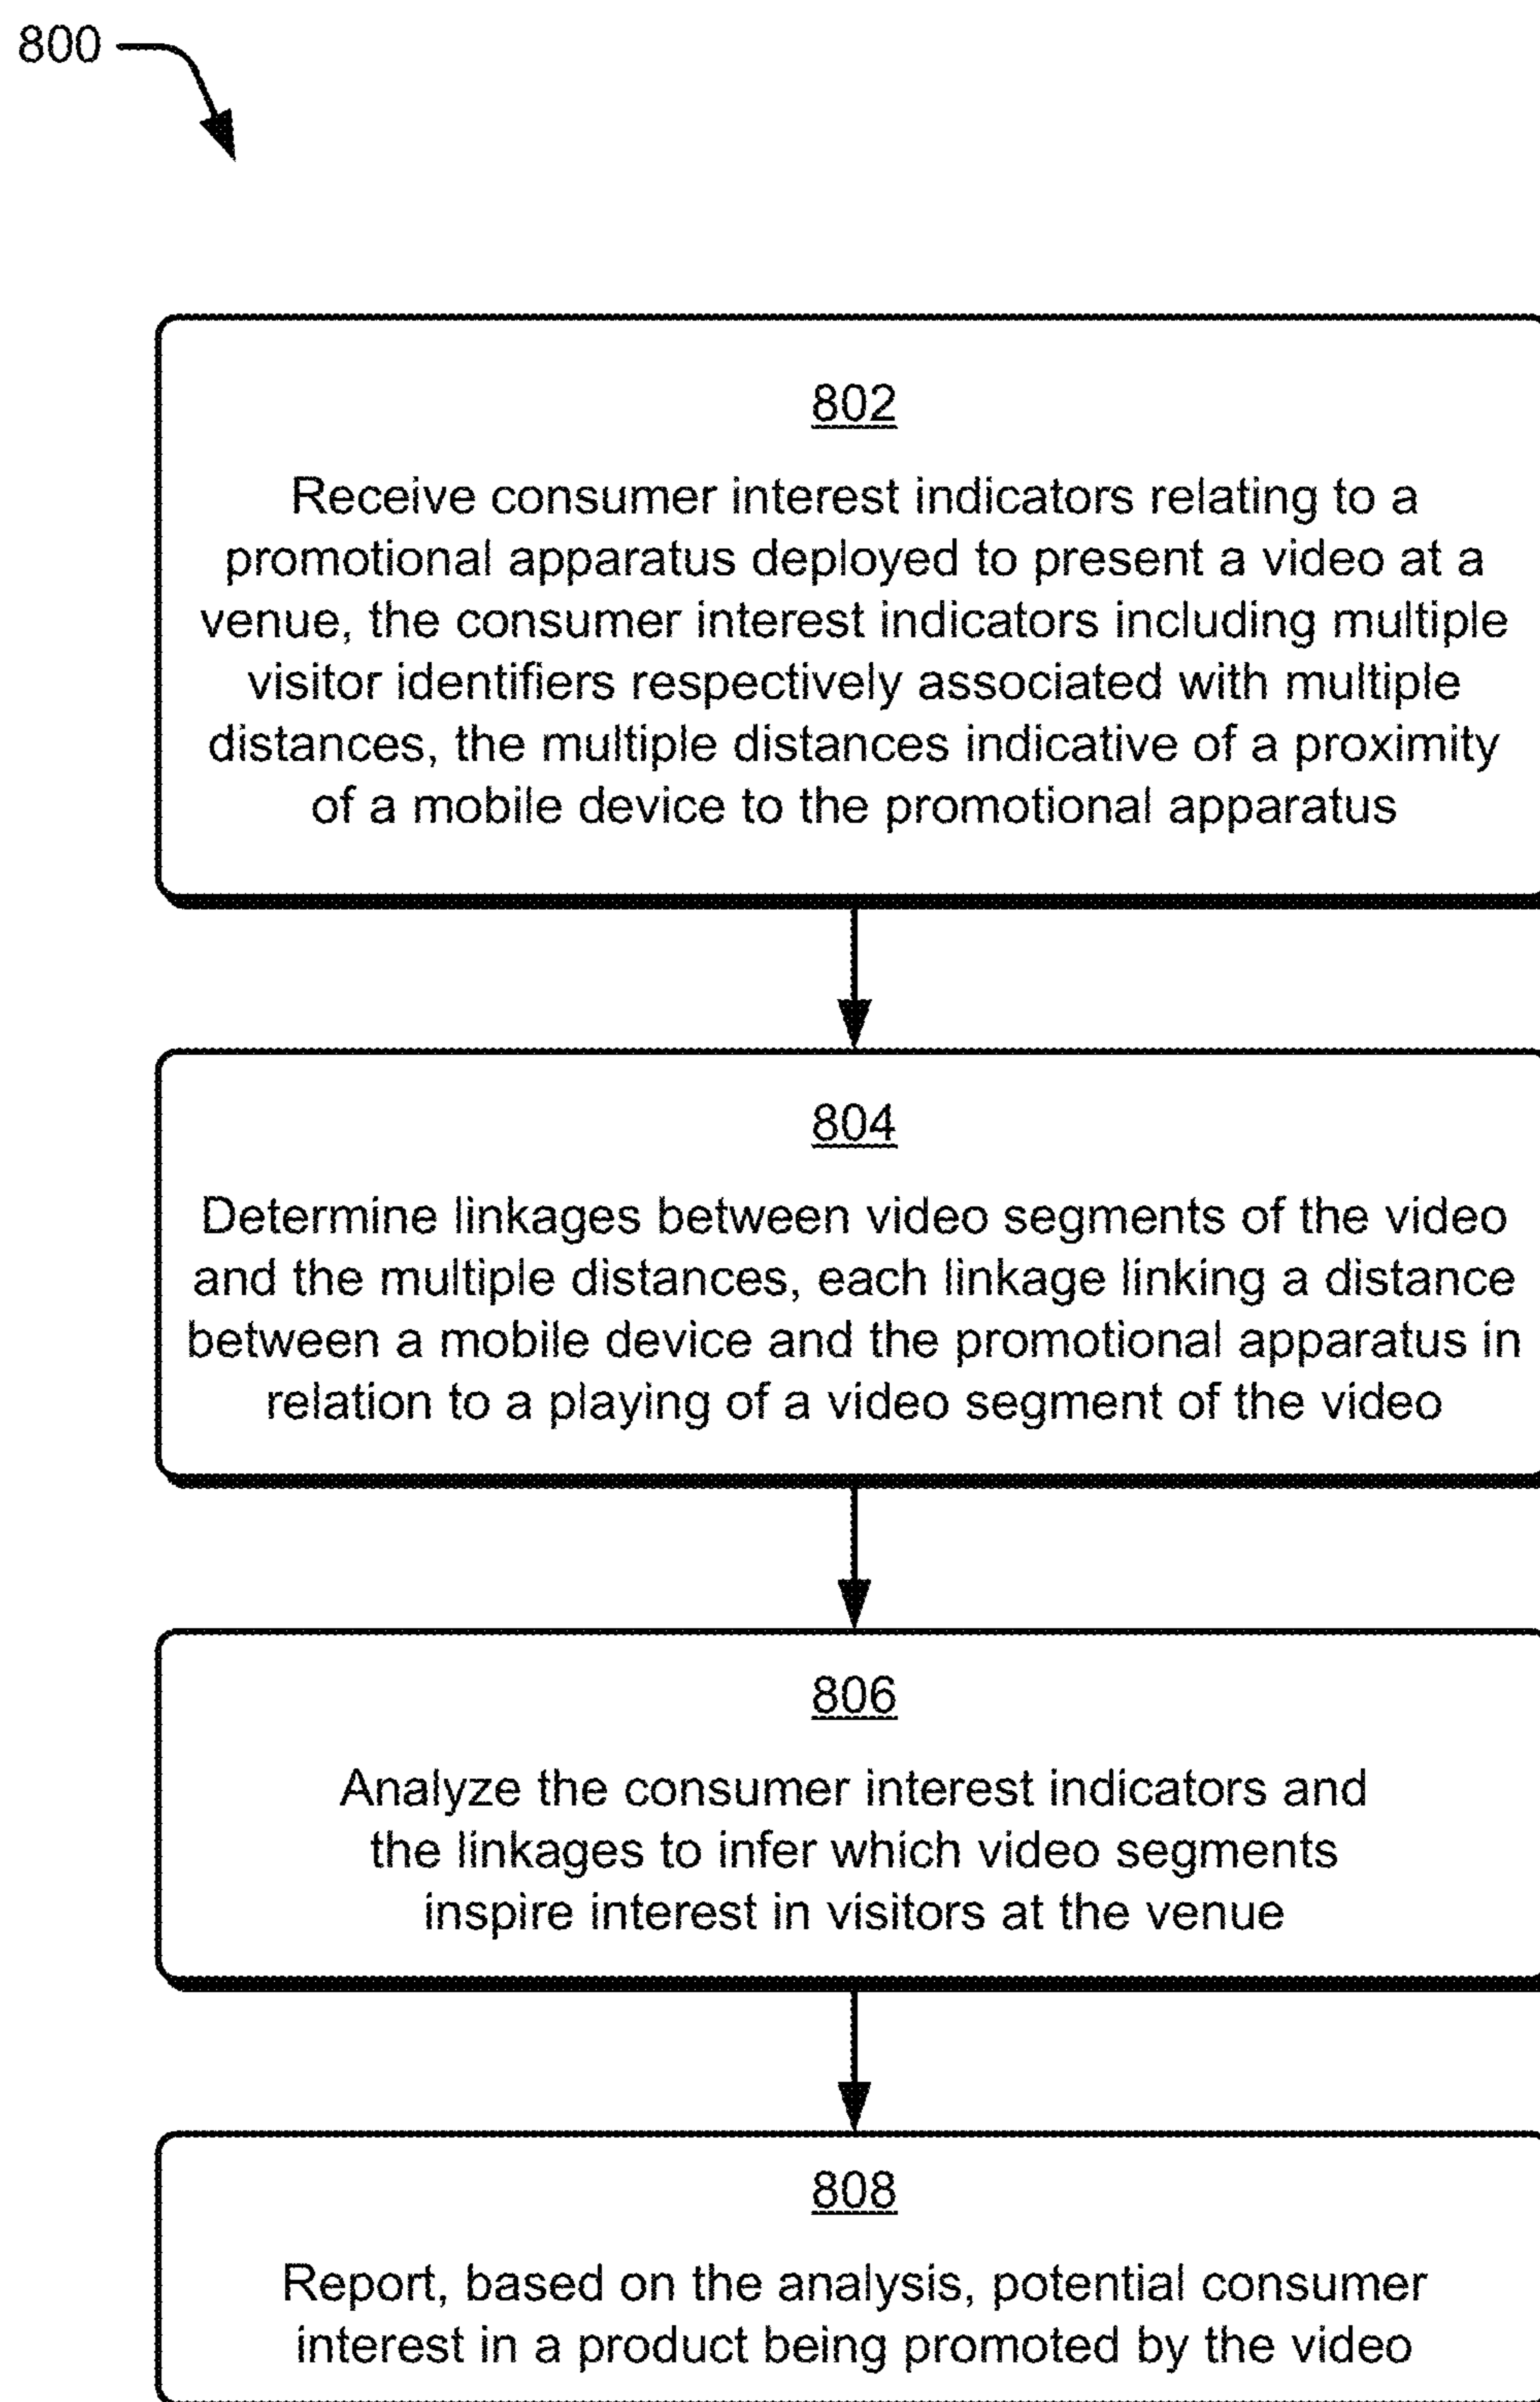 800
802
Receive consumer interest indicators relating to a
promotional apparatus deployed to present a video at a
venue, the consumer interest indicators including multiple
visitor identifiers respectively associated with multiple
distances, the multiple distances indicative of a proximity
of a mobile device to the promotional apparatus
804
Determine linkages between video segments of the video
and the multiple distances, each linkage linking a distance
between a mobile device and the promotional apparatus in
relation to a playing of a video segment of the video
806
Analyze the consumer interest indicators and
the linkages to infer which video segments
inspire interest in visitors at the venue
808
Report, based on the analysis, potential consumer
interest in a product being promoted by the video